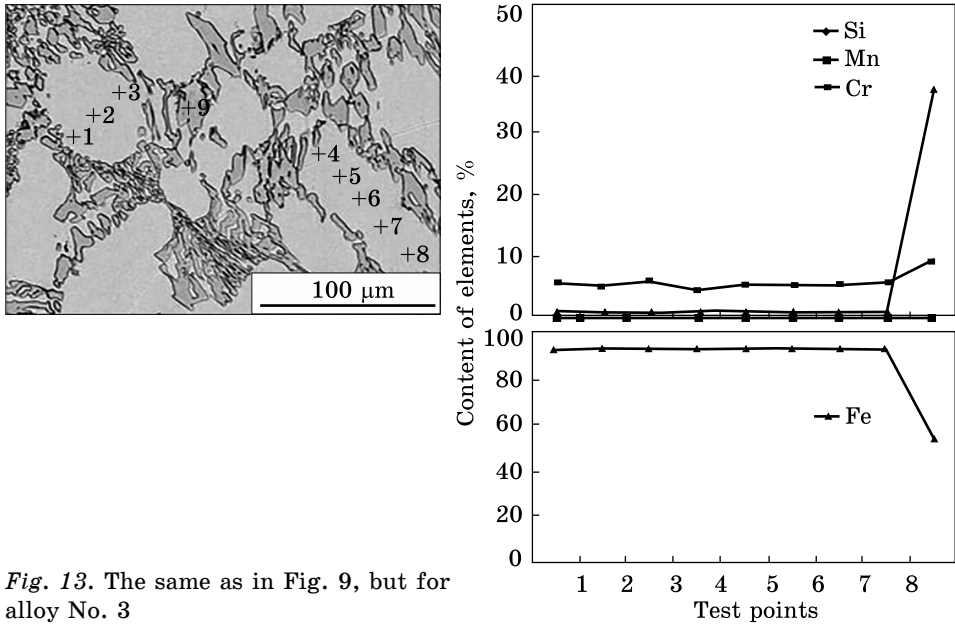 +3
+2
+9
+1
+4
+5
+6
+7
+8
100 μm
50
40
30
20
10
0
Si
Mn
Cr
Content of elements, %
100
80
60
40
20
0
Fe
1 2 3 4 5 6 7 8
Test points
Fig. 13. The same as in Fig. 9, but for
alloy No. 3